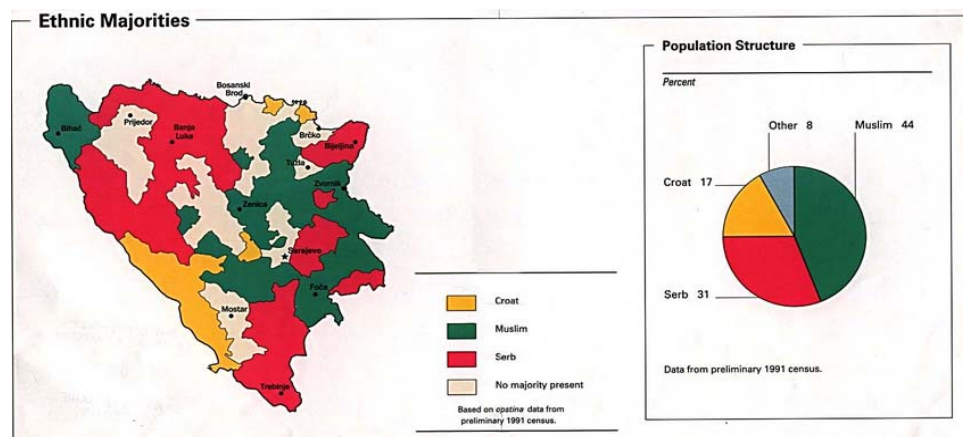 Ethnic Majorities
Bosanski
Brod
Prijedor
Banja
Luka
Bihać
Brčko
Bijeljina
Tuzla
Zvornik
Zenica
Sarajevo
Foča
Mostar
Trebinje
Croat
Muslim
Serb
No majority present
Based on opstina data from
preliminary 1991 census.
Population Structure
Percent
Other 8
Muslim 44
Croat 17
Serb 31
Data from preliminary 1991 census.